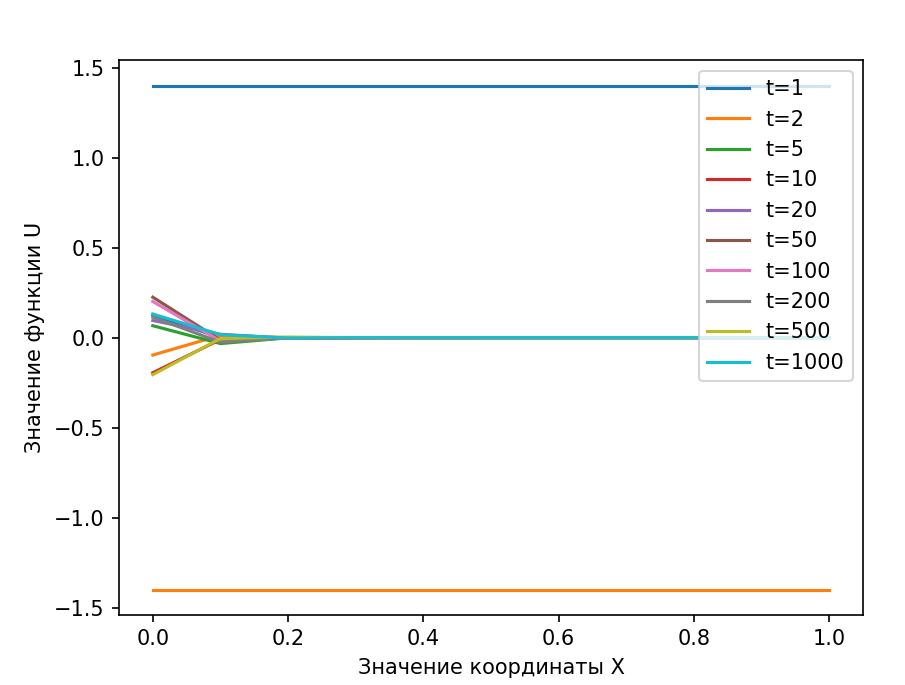 1.5
1.0
0.5
0.0
−0.5
−1.0
−1.5
Значение функции U
0.0 0.2 0.4 0.6 0.8 1.0
Значение координаты X
t=1
t=2
t=5
t=10
t=20
t=50
t=100
t=200
t=500
t=1000